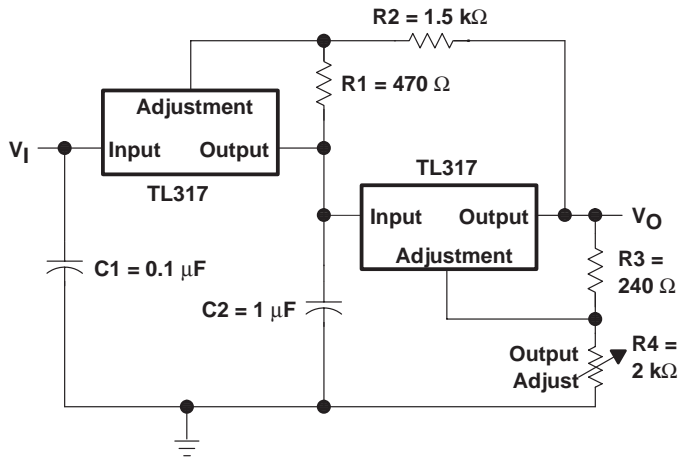 R2 = 1.5 kΩ
R1 = 470 Ω
Adjustment
VI
Input
Output
TL317
TL317
Input
Output
VO
Adjustment
C1 = 0.1 μF
R3 =
240 Ω
C2 = 1 μF
Output
Adjust
R4 =
2 kΩ